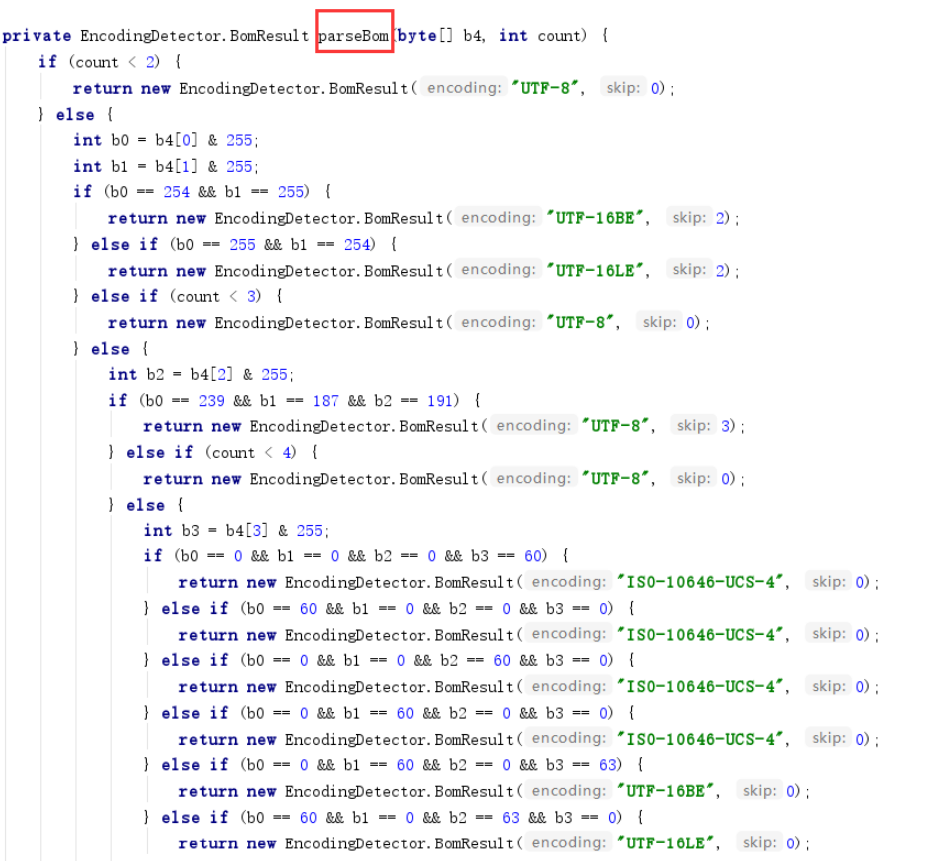 private EncodingDetector.BomResult parseBom(byte[] b4, int count) {
    if (count < 2) {
        return new EncodingDetector.BomResult( encoding: "UTF-8", skip: 0);
    } else {
        int b0 = b4[0] & 255;
        int b1 = b4[1] & 255;
        if (b0 == 254 && b1 == 255) {
            return new EncodingDetector.BomResult( encoding: "UTF-16BE", skip: 2);
        } else if (b0 == 255 && b1 == 254) {
            return new EncodingDetector.BomResult( encoding: "UTF-16LE", skip: 2);
        } else if (count < 3) {
            return new EncodingDetector.BomResult( encoding: "UTF-8", skip: 0);
        } else {
            int b2 = b4[2] & 255;
            if (b0 == 239 && b1 == 187 && b2 == 191) {
                return new EncodingDetector.BomResult( encoding: "UTF-8", skip: 3);
            } else if (count < 4) {
                return new EncodingDetector.BomResult( encoding: "UTF-8", skip: 0);
            } else {
                int b3 = b4[3] & 255;
                if (b0 == 0 && b1 == 0 && b2 == 0 && b3 == 60) {
                    return new EncodingDetector.BomResult( encoding: "ISO-10646-UCS-4", skip: 0);
                } else if (b0 == 60 && b1 == 0 && b2 == 0 && b3 == 0) {
                    return new EncodingDetector.BomResult( encoding: "ISO-10646-UCS-4", skip: 0);
                } else if (b0 == 0 && b1 == 0 && b2 == 60 && b3 == 0) {
                    return new EncodingDetector.BomResult( encoding: "ISO-10646-UCS-4", skip: 0);
                } else if (b0 == 0 && b1 == 60 && b2 == 0 && b3 == 0) {
                    return new EncodingDetector.BomResult( encoding: "ISO-10646-UCS-4", skip: 0);
                } else if (b0 == 0 && b1 == 60 && b2 == 0 && b3 == 63) {
                    return new EncodingDetector.BomResult( encoding: "UTF-16BE", skip: 0);
                } else if (b0 == 60 && b1 == 0 && b2 == 63 && b3 == 0) {
                    return new EncodingDetector.BomResult( encoding: "UTF-16LE", skip: 0);